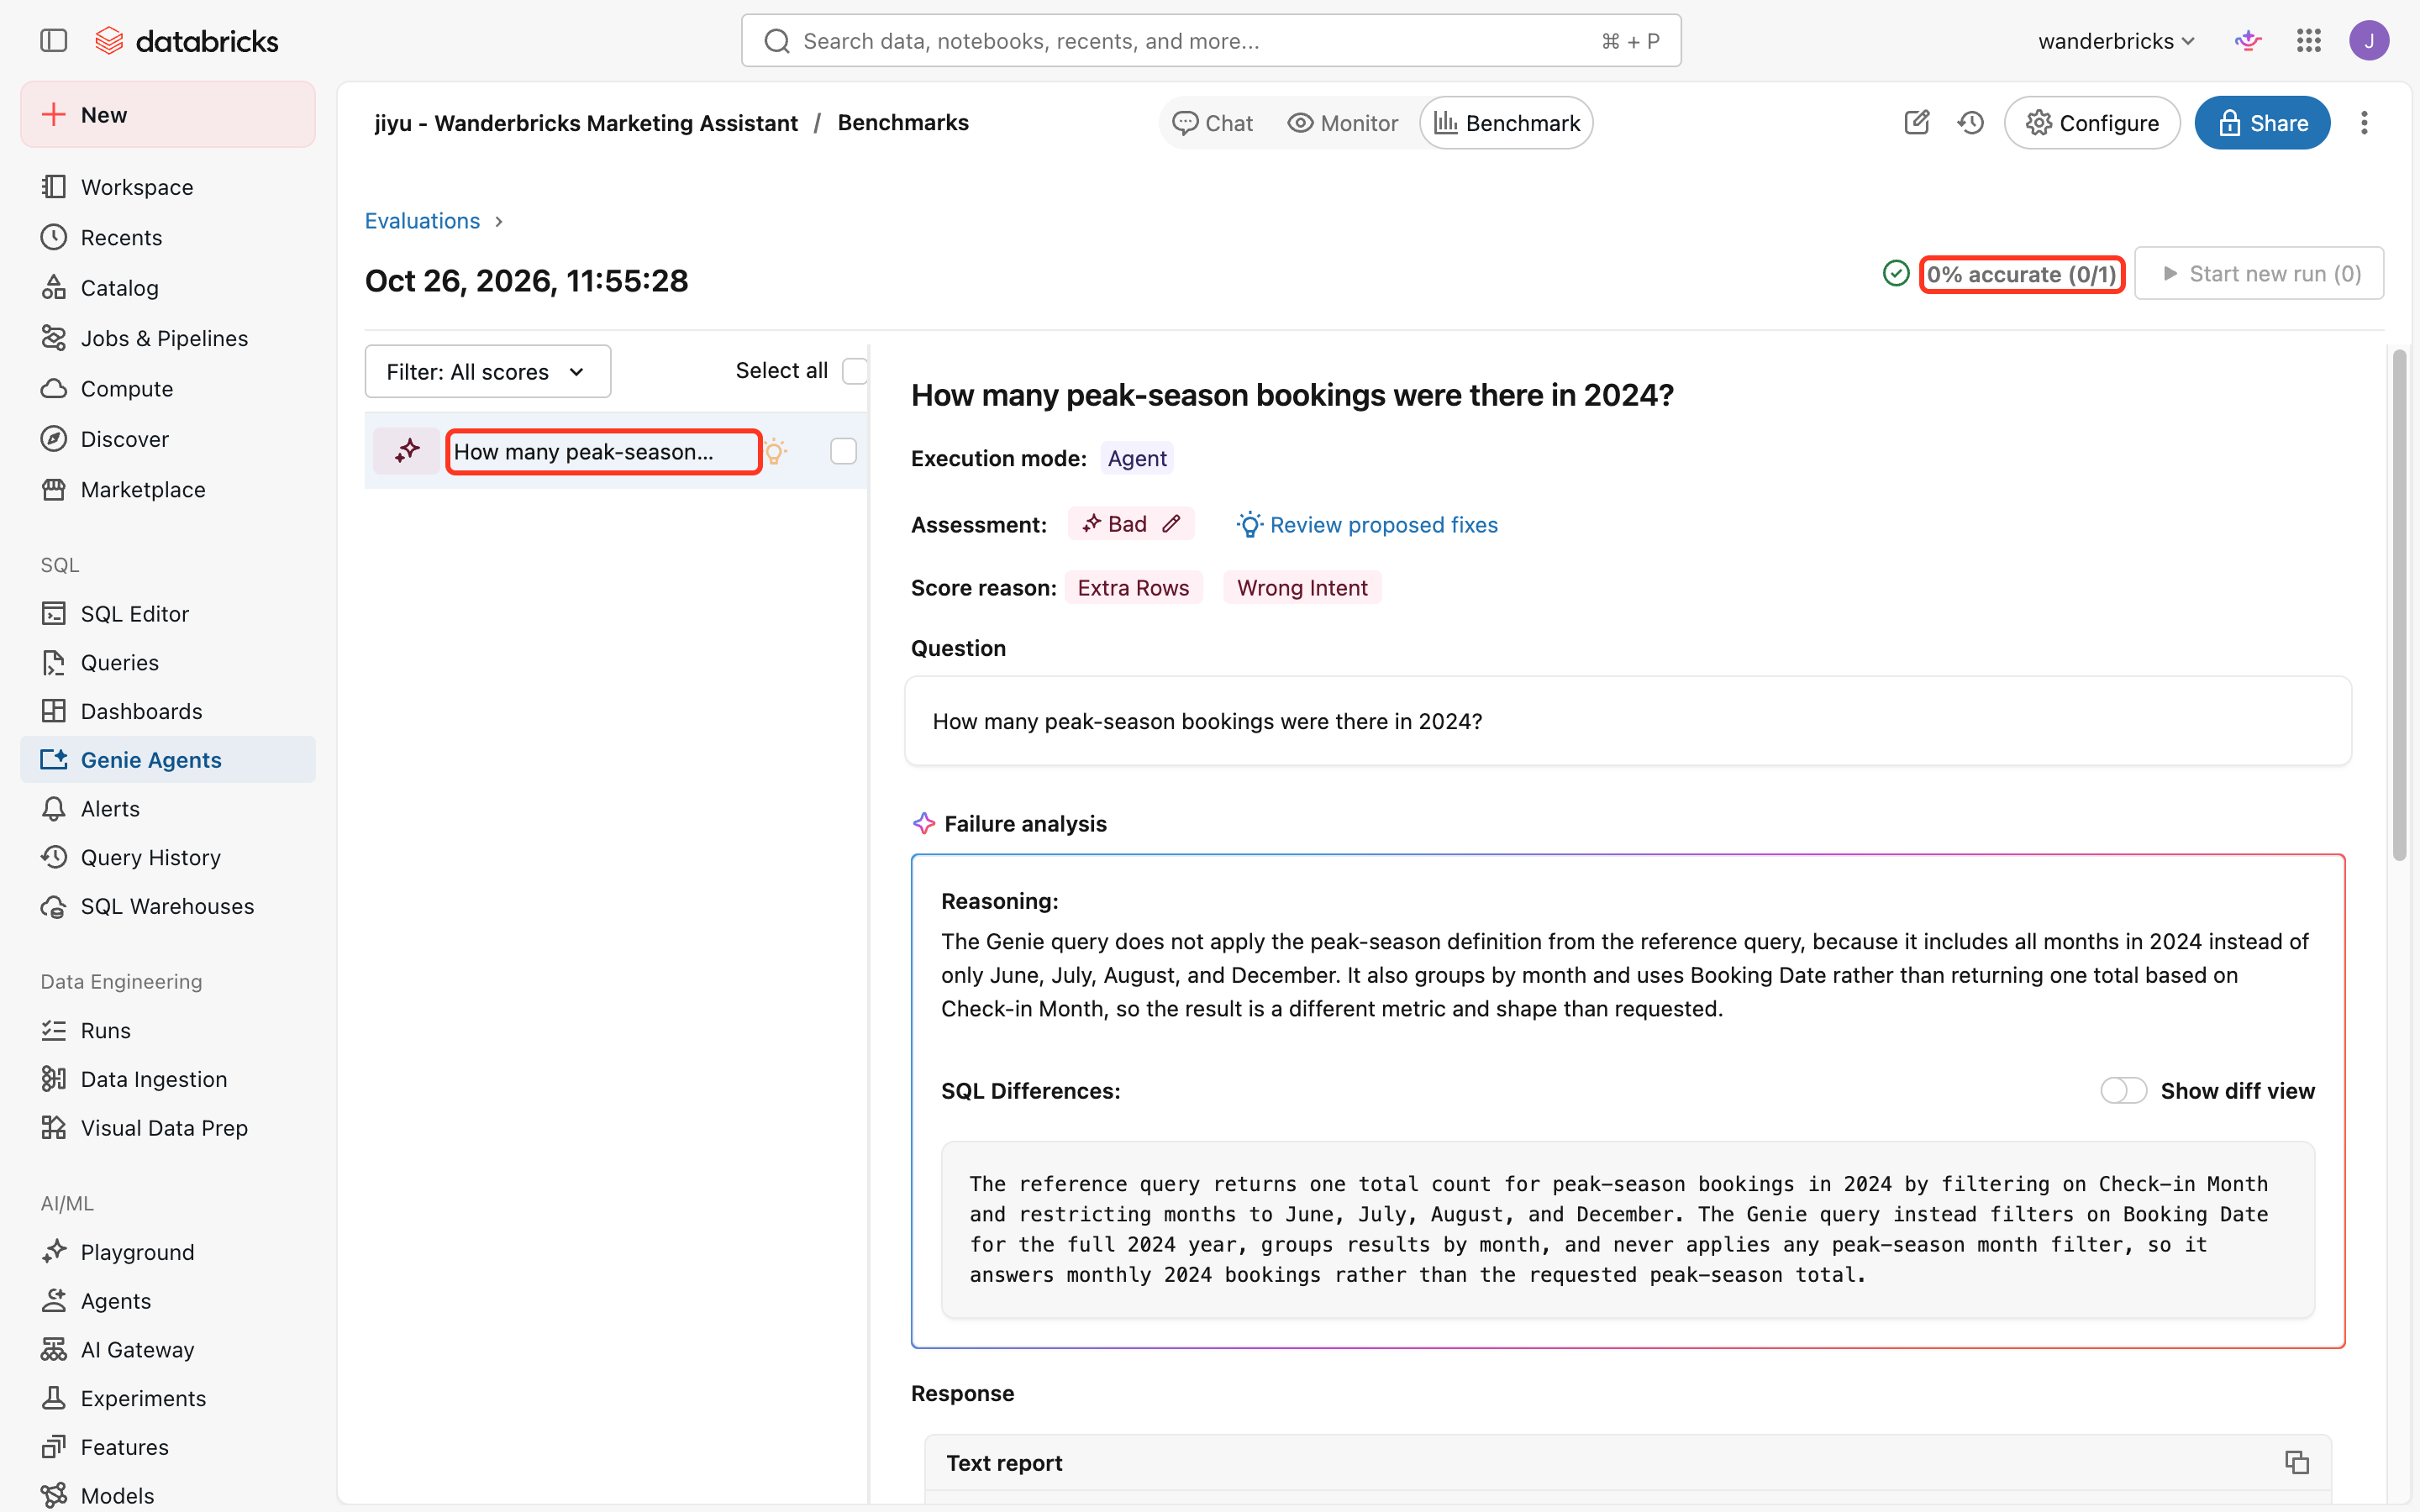 databricks
Search data, notebooks, recents, and more...
⌘ + P
wanderbricks
J
New
Workspace
Recents
Catalog
Jobs & Pipelines
Compute
Discover
Marketplace
SQL
SQL Editor
Queries
Dashboards
Genie Agents
Alerts
Query History
SQL Warehouses
Data Engineering
Runs
Data Ingestion
Visual Data Prep
AI/ML
Playground
Agents
AI Gateway
Experiments
Features
Models
jiyu - Wanderbricks Marketing Assistant / Benchmarks
Chat
Monitor
Benchmark
Configure
Share
Evaluations
Oct 26, 2026, 11:55:28
0% accurate (0/1)
Start new run (0)
Filter: All scores
Select all
How many peak-season...
How many peak-season bookings were there in 2024?
Execution mode: Agent
Assessment: Bad Review proposed fixes
Score reason: Extra Rows Wrong Intent
Question
How many peak-season bookings were there in 2024?
Failure analysis
Reasoning:
The Genie query does not apply the peak-season definition from the reference query, because it includes all months in 2024 instead of
only June, July, August, and December. It also groups by month and uses Booking Date rather than returning one total based on
Check-in Month, so the result is a different metric and shape than requested.
SQL Differences:
Show diff view
The reference query returns one total count for peak-season bookings in 2024 by filtering on Check-in Month
and restricting months to June, July, August, and December. The Genie query instead filters on Booking Date
for the full 2024 year, groups results by month, and never applies any peak-season month filter, so it
answers monthly 2024 bookings rather than the requested peak-season total.
Response
Text report